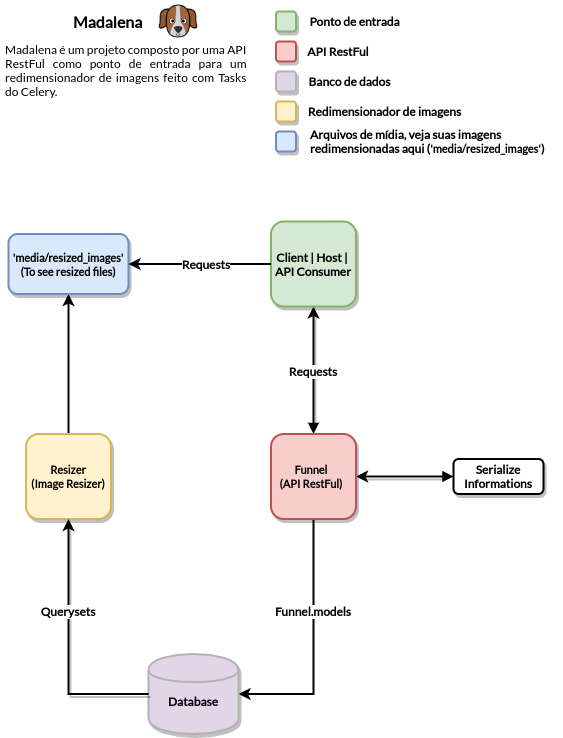 Madalena
Madalena é um projeto composto por uma API
RestFul como ponto de entrada para um
redimensionador de imagens feito com Tasks
do Celery.
Ponto de entrada
API RestFul
Banco de dados
Redimensionador de imagens
Arquivos de mídia, veja suas imagens
redimensionadas aqui ('media/resized_images')
'media/resized_images'
(To see resized files)
Requests
Client | Host |
API Consumer
Requests
Resizer
(Image Resizer)
Funnel
(API RestFul)
Serialize
Informations
Querysets
Funnel.models
Database